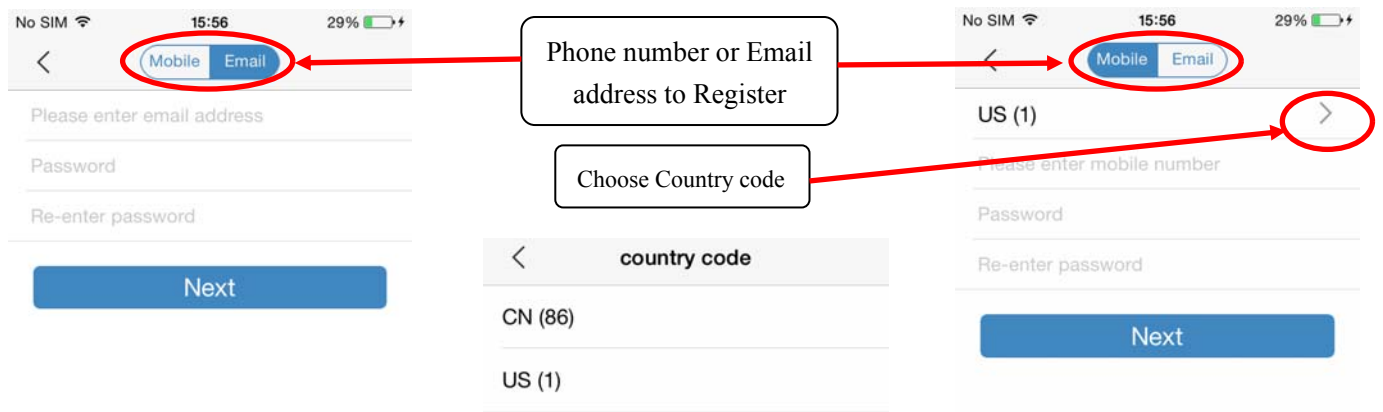 No SIM 15:56 29%
Mobile Email
Please enter email address
Password
Re-enter password
Next
Phone number or Email
address to Register
Choose Country code
country code
CN (86)
US (1)
No SIM 15:56 29%
Mobile Email
US (1)
Please enter mobile number
Password
Re-enter password
Next